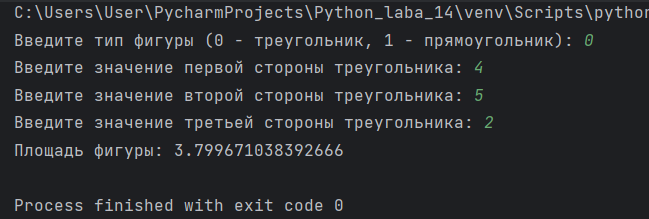 C:\Users\User\PycharmProjects\Python_laba_14\venv\Scripts\python
Введите тип фигуры (0 - треугольник, 1 - прямоугольник): 0
Введите значение первой стороны треугольника: 4
Введите значение второй стороны треугольника: 5
Введите значение третьей стороны треугольника: 2
Площадь фигуры: 3.799671038392666
Process finished with exit code 0